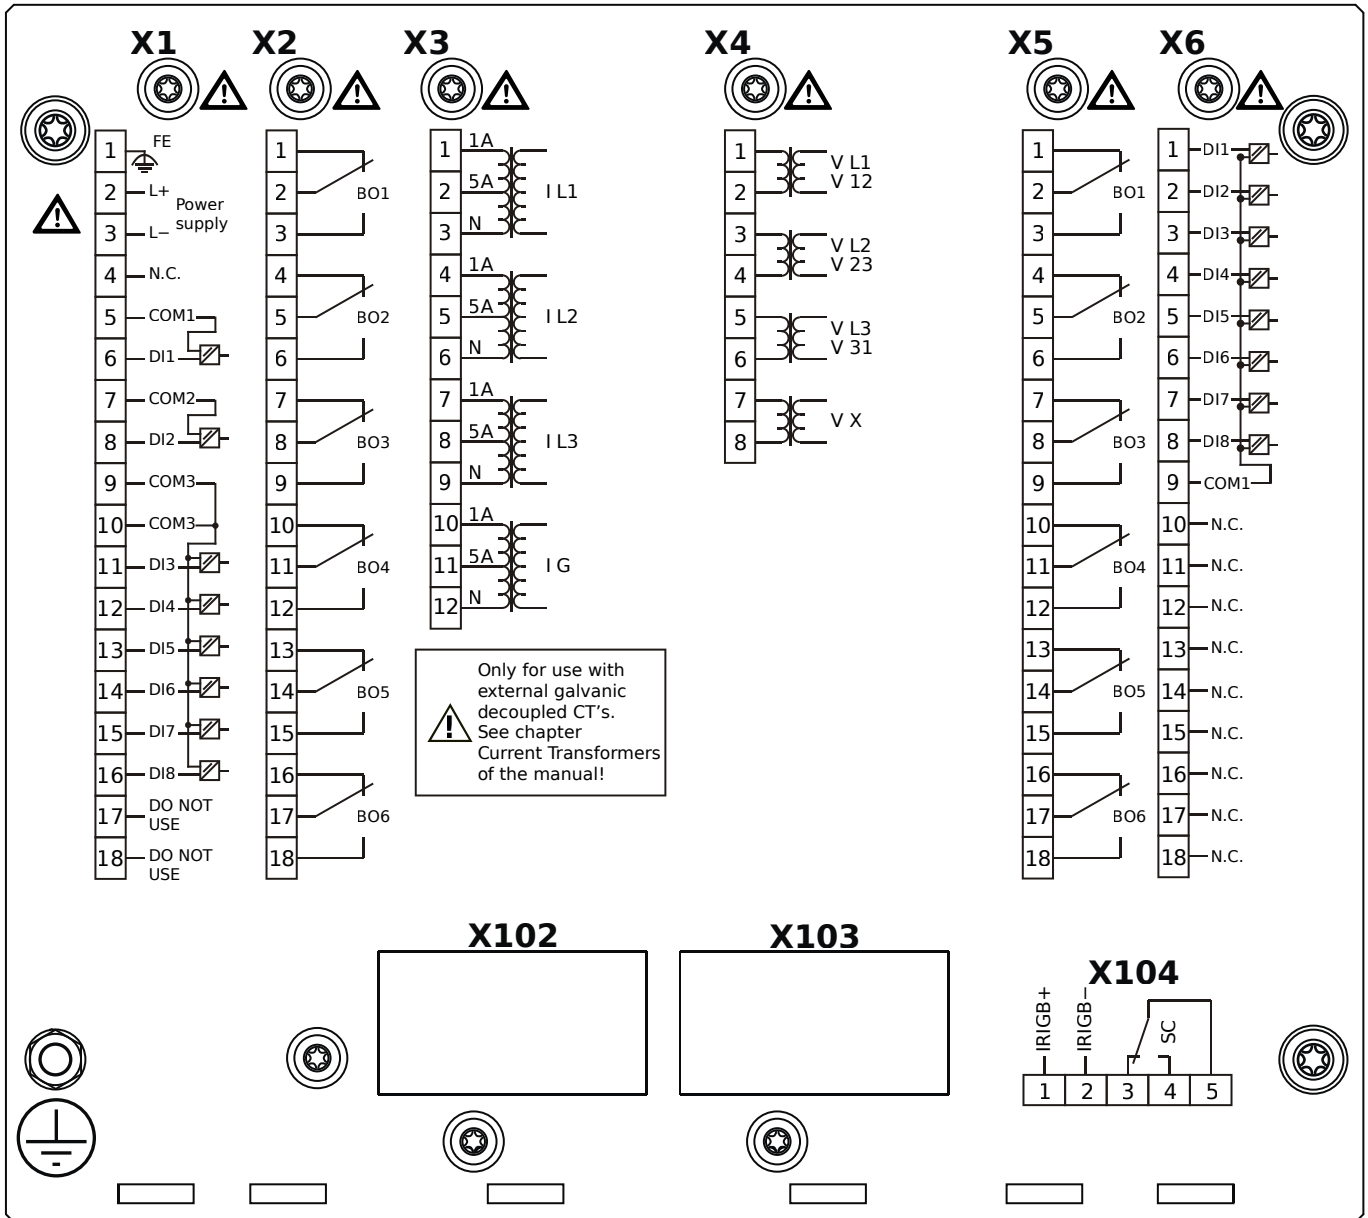 X1
X2
X3
X4
X5
X6
1 FE
2 L+
Power
supply
3 L−
4 N.C.
5 COM1
6 DI1
7 COM2
8 DI2
9 COM3
10 COM3
11 DI3
12 DI4
13 DI5
14 DI6
15 DI7
16 DI8
17 DO NOT
USE
18 DO NOT
USE
1
2 BO1
3
4
5 BO2
6
7
8 BO3
9
10
11 BO4
12
13
14 BO5
15
16
17 BO6
18
1 1A
2 5A I L1
3 N
4 1A
5 5A I L2
6 N
7 1A
8 5A I L3
9 N
10 1A
11 5A I G
12 N
Only for use with
external galvanic
decoupled CT's.
See chapter
Current Transformers
of the manual!
1 V L1
2 V 12
3 V L2
4 V 23
5 V L3
6 V 31
7 V X
8
1
2 BO1
3
4
5 BO2
6
7
8 BO3
9
10
11 BO4
12
13
14 BO5
15
16
17 BO6
18
1 DI1
2 DI2
3 DI3
4 DI4
5 DI5
6 DI6
7 DI7
8 DI8
9 COM1
10 N.C.
11 N.C.
12 N.C.
13 N.C.
14 N.C.
15 N.C.
16 N.C.
17 N.C.
18 N.C.
X102
X103
X104
IRIGB+
IRIGB−
SC
1 2 3 4 5